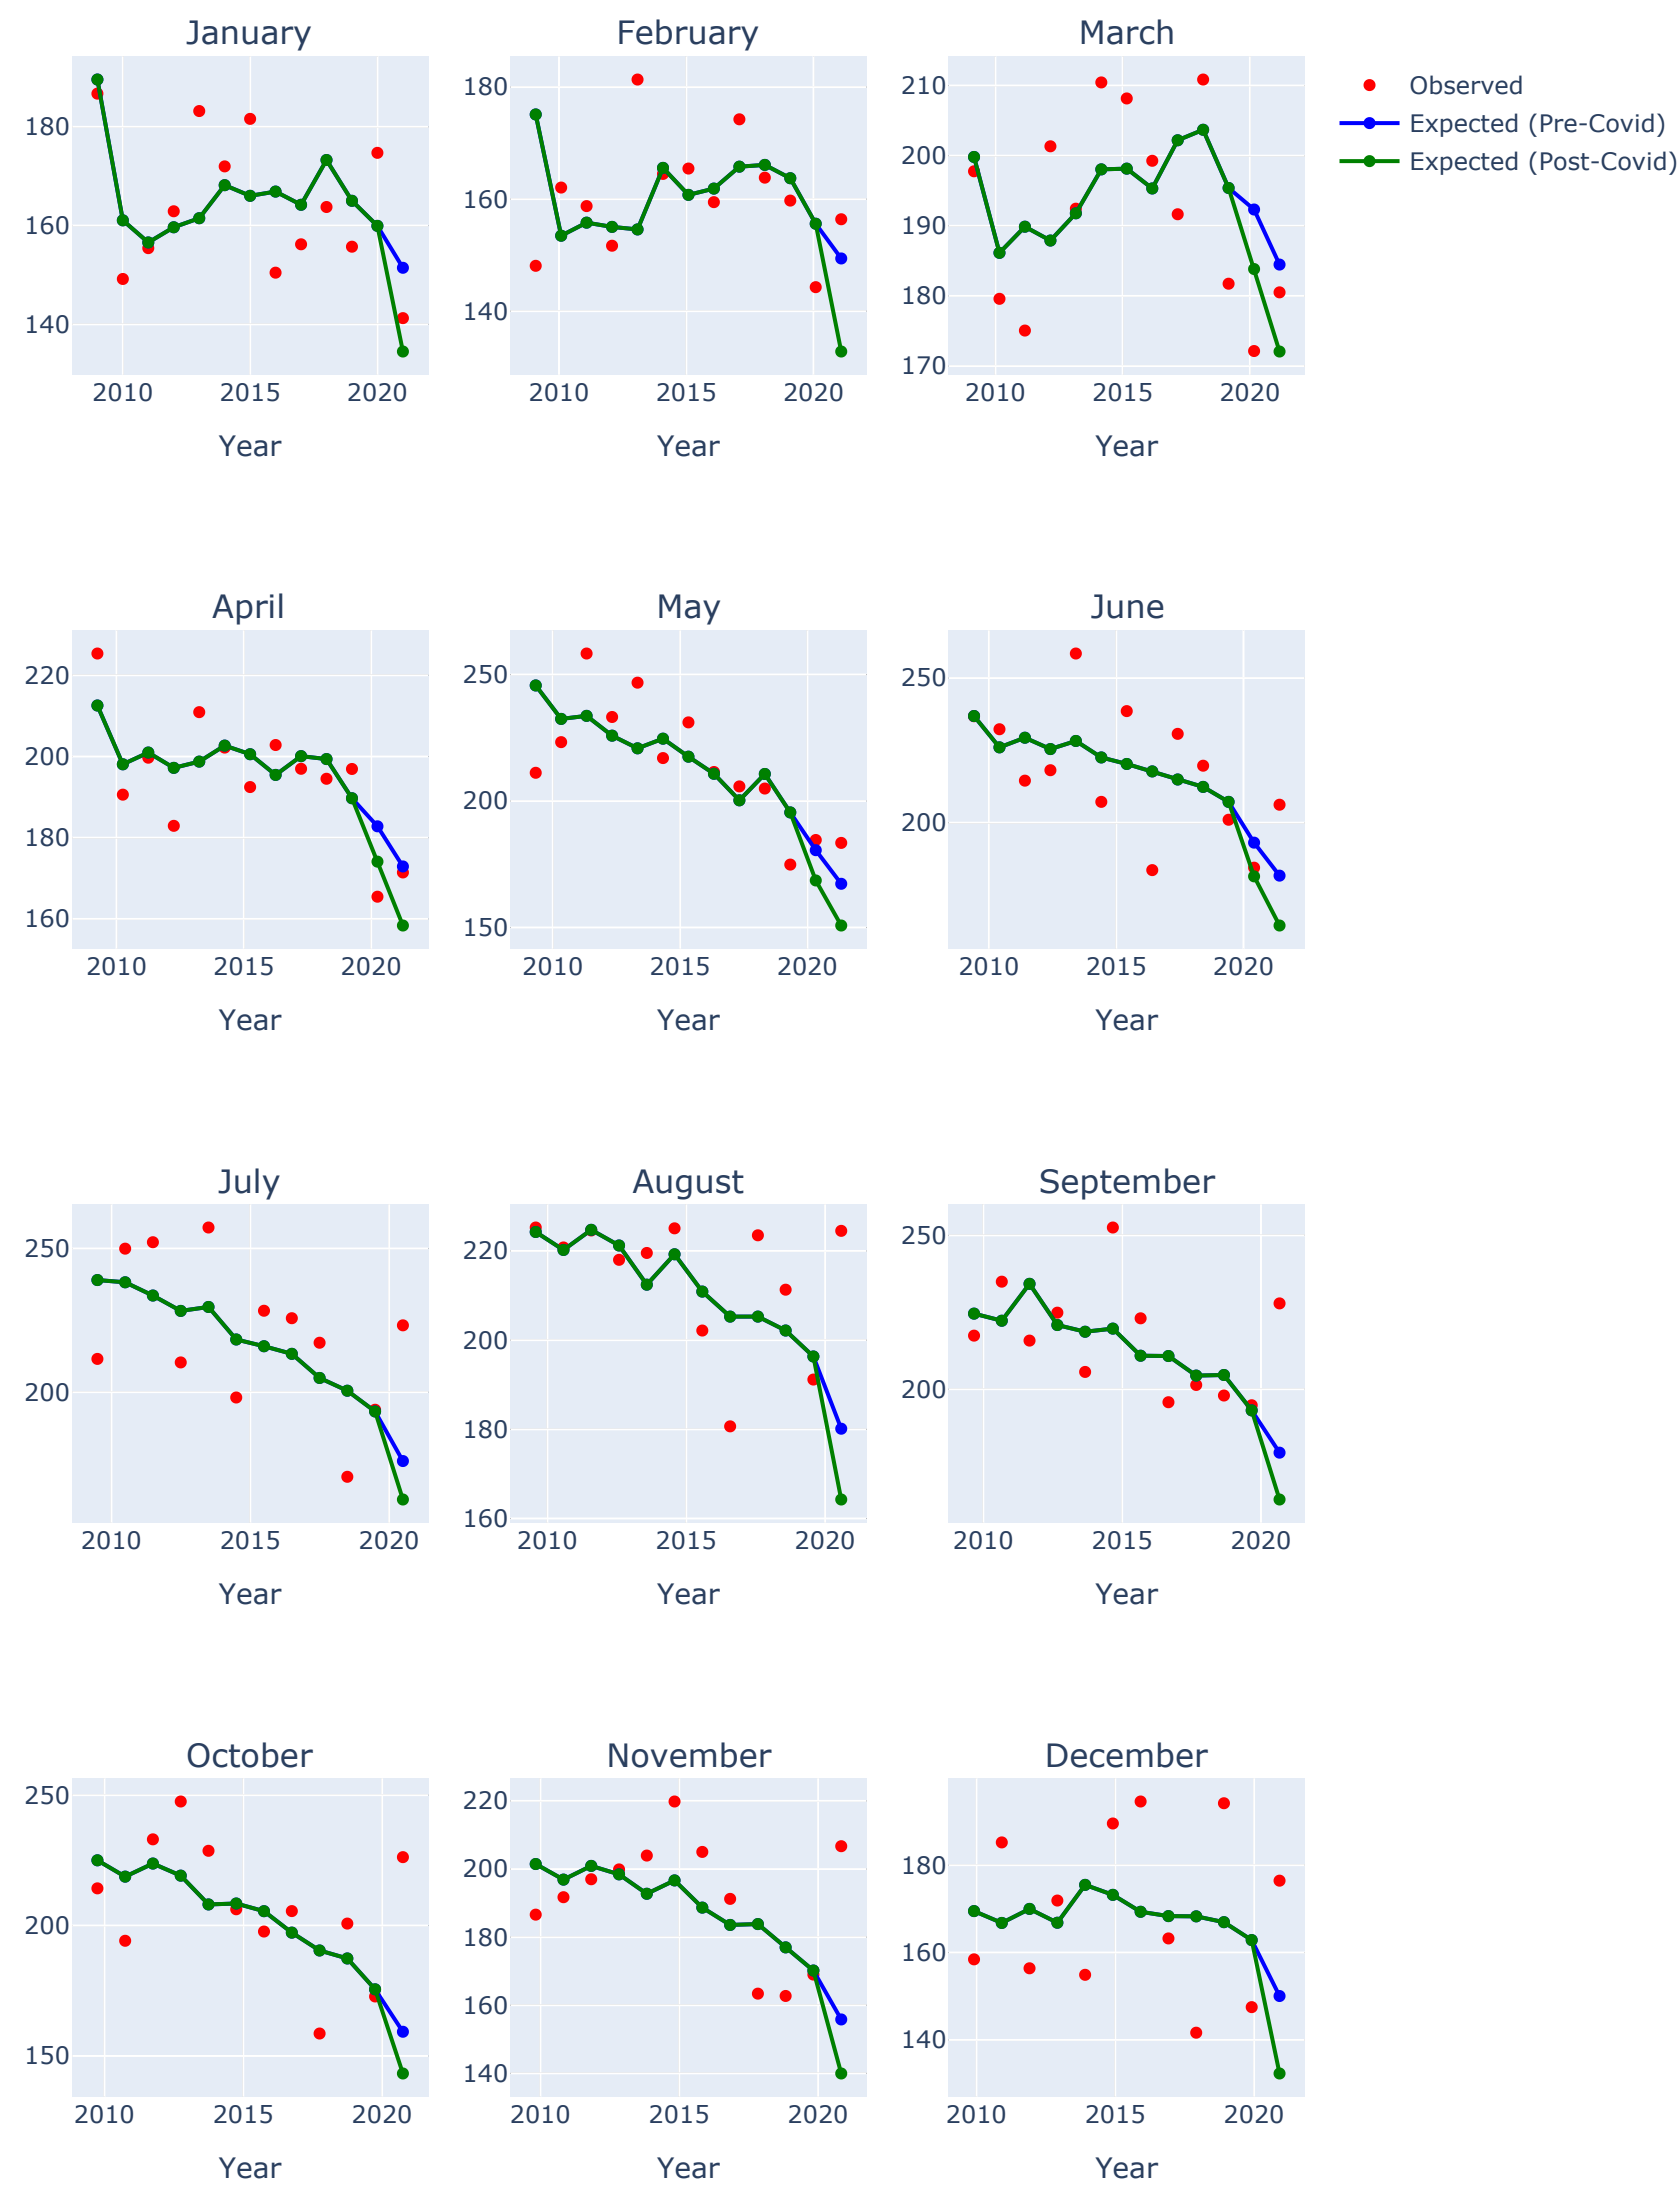 January
February
March
Observed
Expected (Pre-Covid)
Expected (Post-Covid)
180
160
140
2010
2015
2020
Year
180
160
140
2010
2015
2020
Year
210
200
190
180
170
2010
2015
2020
Year
April
May
June
220
200
180
160
2010
2015
2020
Year
250
200
150
2010
2015
2020
Year
250
200
2010
2015
2020
Year
July
August
September
250
200
2010
2015
2020
Year
220
200
180
160
2010
2015
2020
Year
250
200
2010
2015
2020
Year
October
November
December
250
200
150
2010
2015
2020
Year
220
200
180
160
140
2010
2015
2020
Year
180
160
140
2010
2015
2020
Year